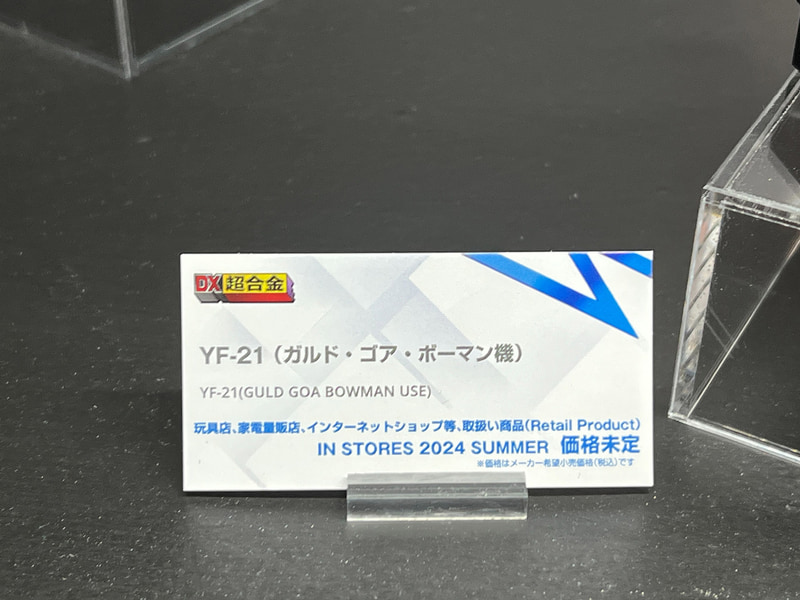 DX超合金
YF-21（ガルド・ゴア・ボーマン機）
YF-21(GULD GOA BOWMAN USE)
玩具店、家電量販店、インターネットショップ等、取扱い商品(Retail Product)
IN STORES 2024 SUMMER 価格未定
※価格はメーカー希望小売価格(税込)です